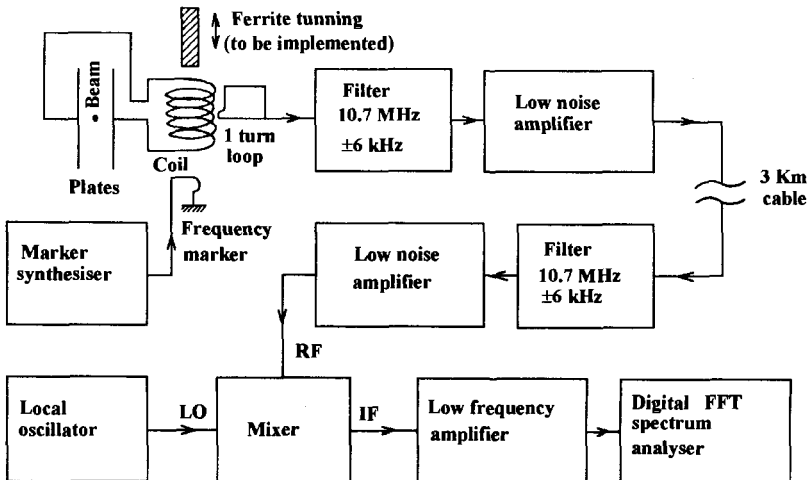 Ferrite tunning
(to be implemented)
Beam
Plates
Coil
1 turn
loop
Filter
10.7 MHz
±6 kHz
Low noise
amplifier
3 Km
cable
Frequency
marker
Marker
synthesiser
Low noise
amplifier
Filter
10.7 MHz
±6 kHz
RF
Local
oscillator
LO
Mixer
IF
Low frequency
amplifier
Digital FFT
spectrum
analyser